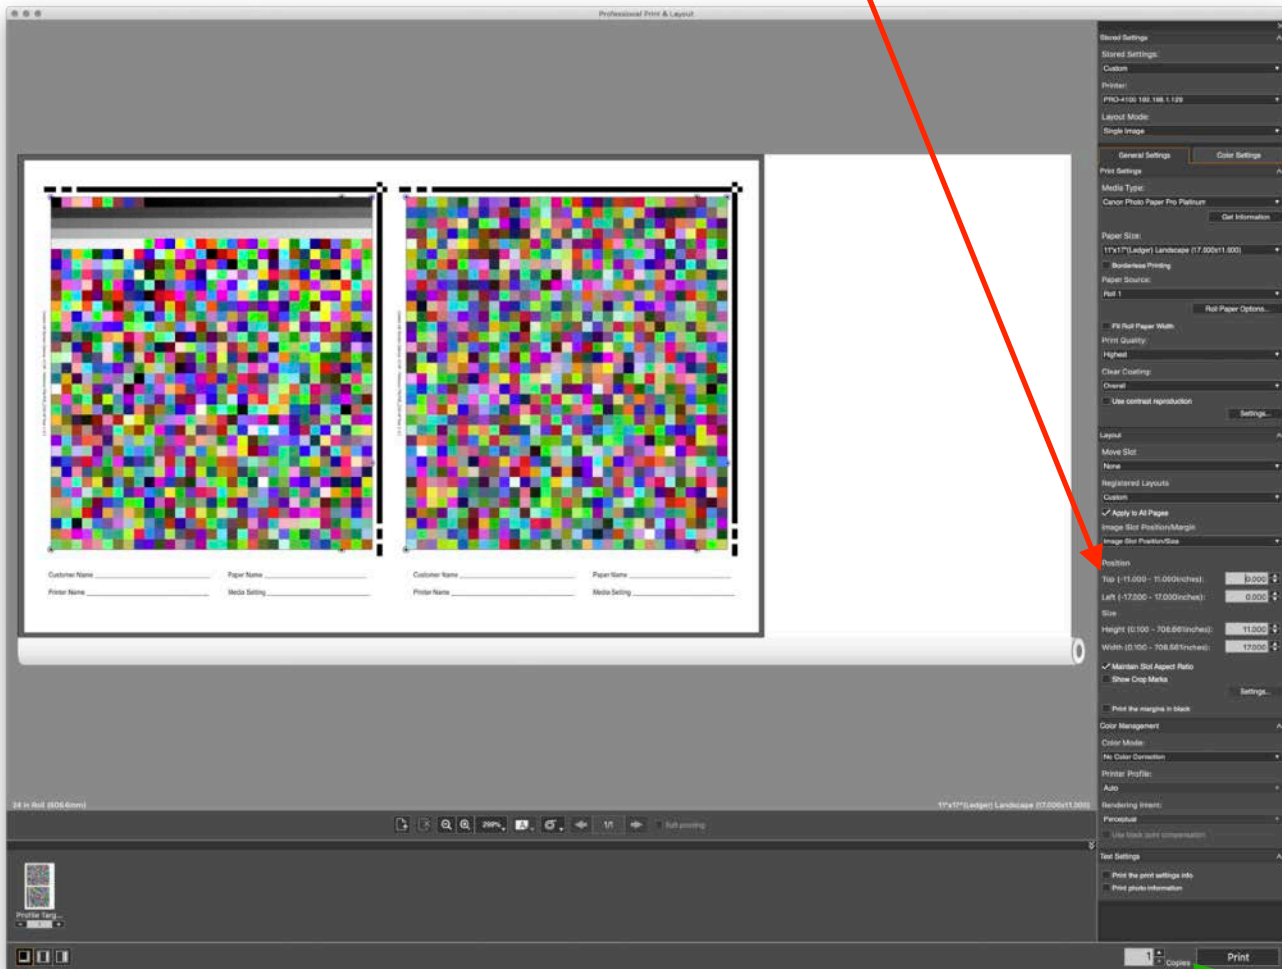 Professional Print & Layout
Stored Settings
Stored Settings:
Custom
Printer:
PRO-4100 192.168.1.129
Layout Mode:
Single Image
General Settings
Color Settings
Print Settings
Media Type:
Canon Photo Paper Pro Platinum
Get Information
Paper Size:
11"x17"(Ledger) Landscape (17.000x11.000)
Borderless Printing
Paper Source:
Roll 1
Roll Paper Options...
Fit Roll Paper Width
Print Quality:
Highest
Clear Coating:
Overall
Use contrast reproduction
Settings...
Layout
Move Slot
None
Registered Layouts
Custom
Apply to All Pages
Image Slot Position/Margin
Image Slot Position/Size
Position
Top (-11.000 - 11.000inches):
0.000
Left (-17.000 - 17.000inches):
0.000
Size
Height (0.100 - 708.661inches):
11.000
Width (0.100 - 708.661inches):
17.000
Maintain Slot Aspect Ratio
Show Crop Marks
Settings...
Print the margins in black
Color Management
Color Mode:
No Color Correction
Printer Profile:
Auto
Rendering Intent:
Perceptual
Use black point compensation
Text Settings
Print the print settings info
Print photo information
Customer Name
Paper Name
Printer Name
Media Setting
Customer Name
Paper Name
Printer Name
Media Setting
24 in Roll (609.6mm)
11"x17"(Ledger) Landscape (17.000x11.000)
1/1
Profile Targ...
1
Copies
Print